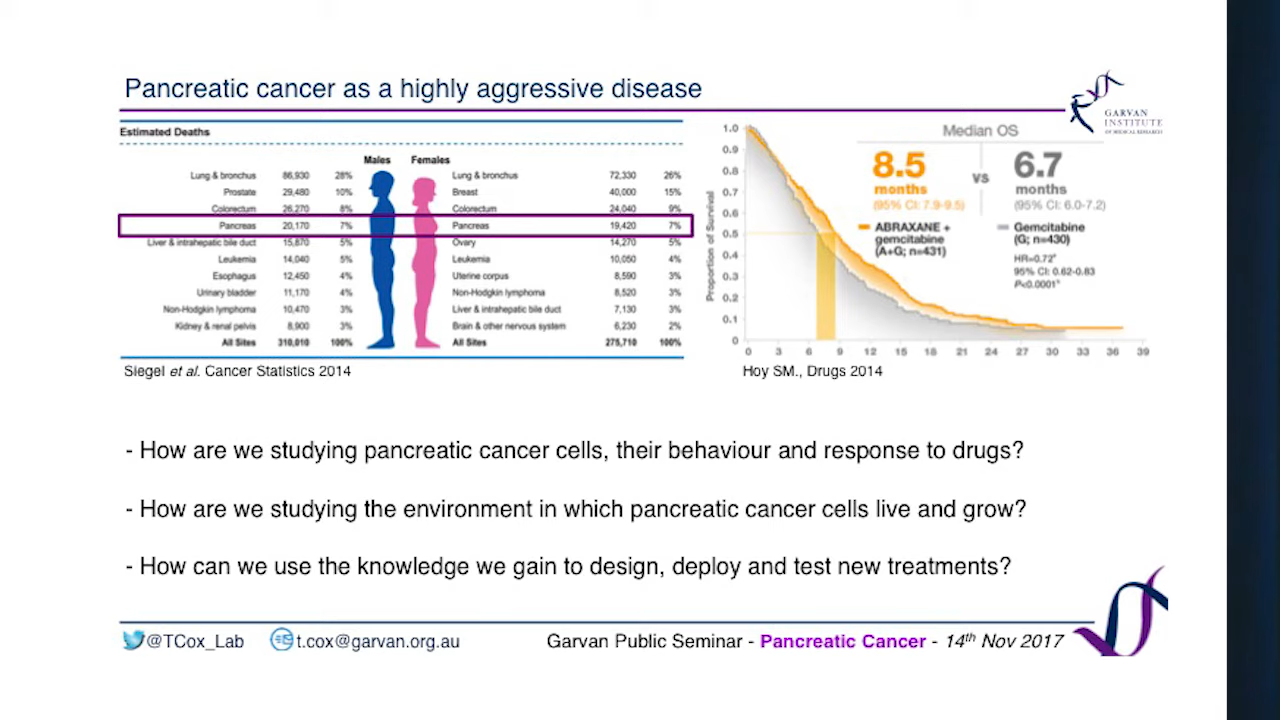 Pancreatic cancer as a highly aggressive disease
GARVAN
INSTITUTE
OF MEDICAL RESEARCH
Estimated Deaths
Males Females
Lung & bronchus 86,930 28% Lung & bronchus 72,330 26%
Prostate 29,480 10% Breast 40,000 15%
Colorectum 26,270 8% Colorectum 24,040 9%
Pancreas 20,170 7% Pancreas 19,420 7%
Liver & intrahepatic bile duct 15,870 5% Ovary 14,270 5%
Leukemia 14,040 5% Leukemia 10,050 4%
Esophagus 12,450 4% Uterine corpus 8,590 3%
Urinary bladder 11,170 4% Non-Hodgkin lymphoma 8,520 3%
Non-Hodgkin lymphoma 10,470 3% Liver & intrahepatic bile duct 7,130 3%
Kidney & renal pelvis 8,900 3% Brain & other nervous system 6,230 2%
All Sites 310,010 100% All Sites 275,710 100%
Siegel et al. Cancer Statistics 2014
Median OS
8.5 vs 6.7
months months
(95% CI: 7.9-9.5) (95% CI: 6.0-7.2)
ABRAXANE +
gemcitabine
(A+G; n=431)
Gemcitabine
(G; n=430)
HR=0.72
95% CI: 0.62-0.83
P<0.0001
Proportion of Survival
1.0
0.9
0.8
0.7
0.6
0.5
0.4
0.3
0.2
0.1
0
0 3 6 9 12 15 18 21 24 27 30 33 36 39
Hoy SM., Drugs 2014
- How are we studying pancreatic cancer cells, their behaviour and response to drugs?
- How are we studying the environment in which pancreatic cancer cells live and grow?
- How can we use the knowledge we gain to design, deploy and test new treatments?
@TCox_Lab t.cox@garvan.org.au Garvan Public Seminar - Pancreatic Cancer - 14th Nov 2017